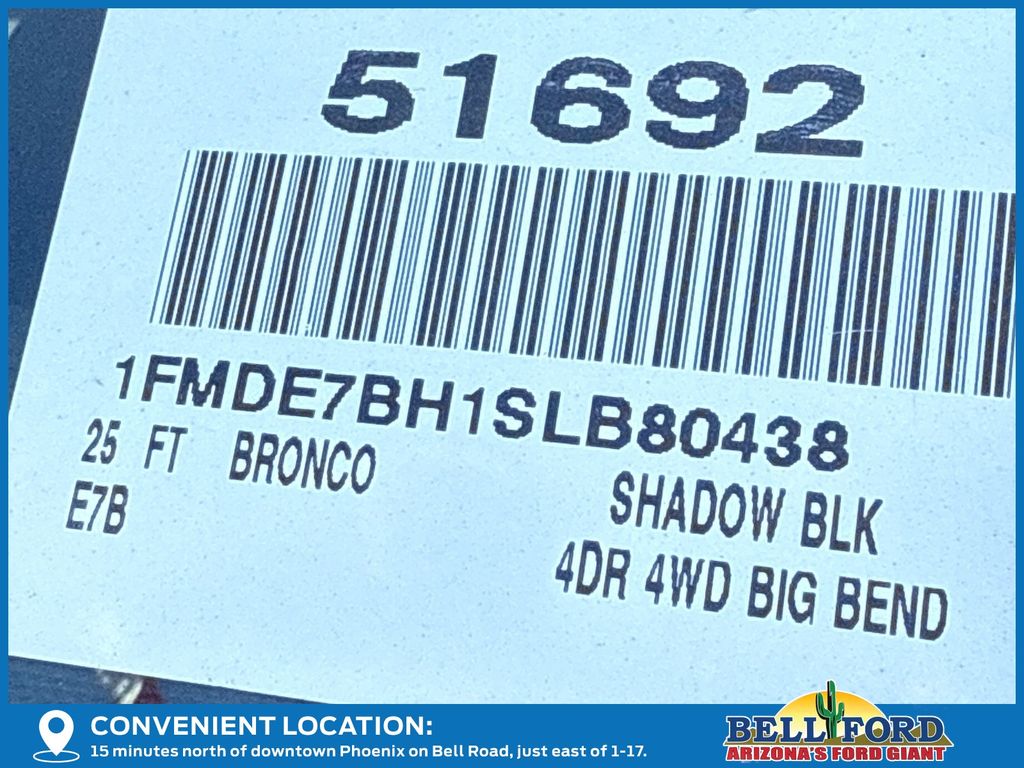 51692
1FMDE7BH1SLB80438
25 FT BRONCO
SHADOW BLK
E7B
4DR 4WD BIG BEND
CONVENIENT LOCATION:
15 minutes north of downtown Phoenix on Bell Road, just east of 1-17.
BELL FORD
ARIZONA'S FORD GIANT